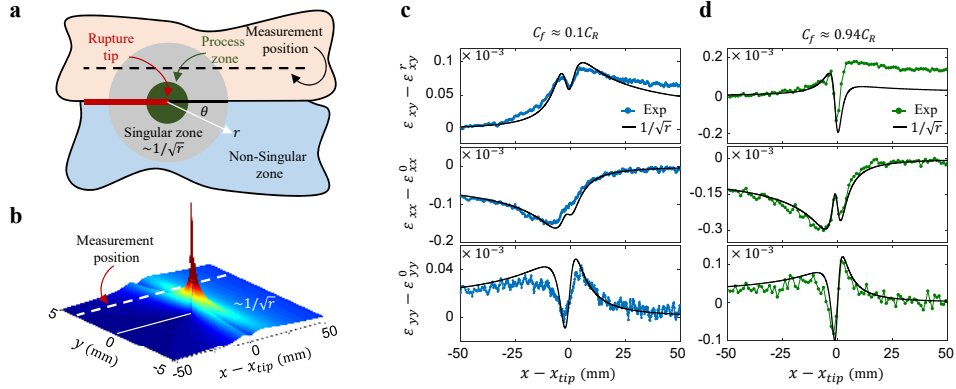 a
Rupture
tip
Process
zone
Measurement
position
θ
r
Singular zone
~1/√r
Non-Singular
zone
b
Measurement
position
~1/√r
5
0
-5
y (mm)
-50
0
50
x − x_tip (mm)
c
C_f ≈ 0.1C_R
× 10⁻³
0.1
0.05
0
ε_xy − ε^r_xy
Exp
1/√r
× 10⁻³
0
-0.1
-0.2
ε_xx − ε^0_xx
× 10⁻³
0.04
0
ε_yy − ε^0_yy
-50 -25 0 25 50
x − x_tip (mm)
d
C_f ≈ 0.94C_R
× 10⁻³
0.2
0
-0.2
Exp
1/√r
× 10⁻³
0
-0.15
-0.3
× 10⁻³
0.1
0
-0.1
-50 -25 0 25 50
x − x_tip (mm)